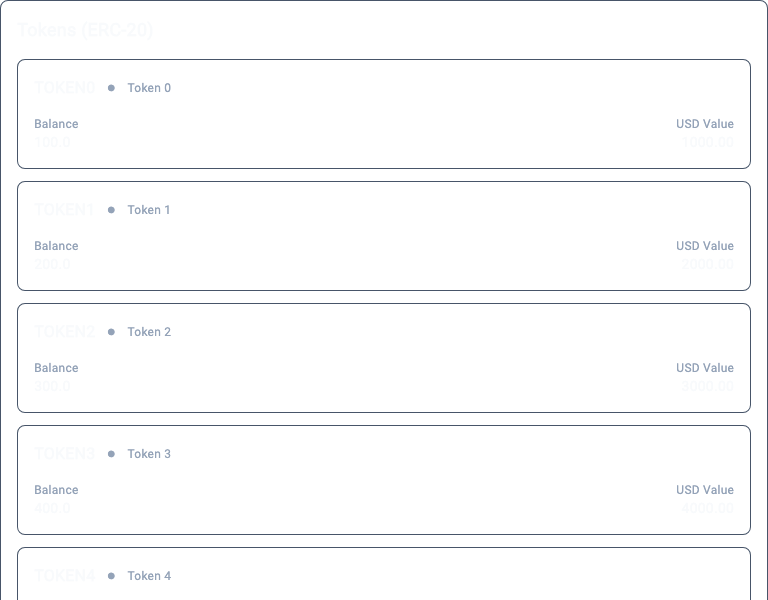 Tokens (ERC-20)
TOKEN0 • Token 0
Balance USD Value
100.0 1000.00
TOKEN1 • Token 1
Balance USD Value
200.0 2000.00
TOKEN2 • Token 2
Balance USD Value
300.0 3000.00
TOKEN3 • Token 3
Balance USD Value
400.0 4000.00
TOKEN4 • Token 4